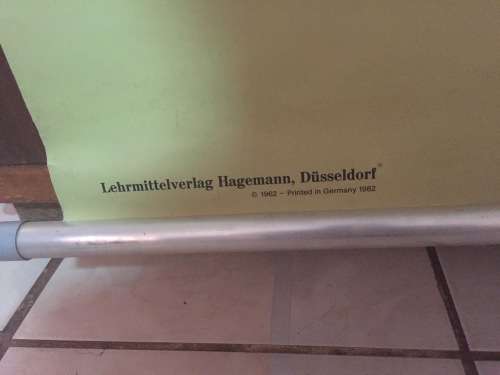 Lehrmittelverlag Hagemann, Düsseldorf®
© 1962 – Printed in Germany 1962